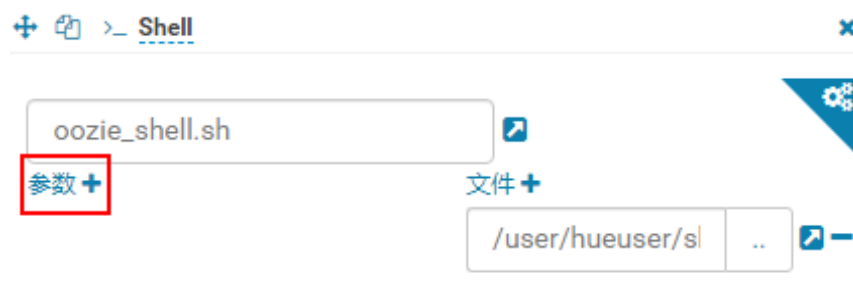 >_ Shell
oozie_shell.sh
参数 +
文件 +
/user/hueuser/sl ..